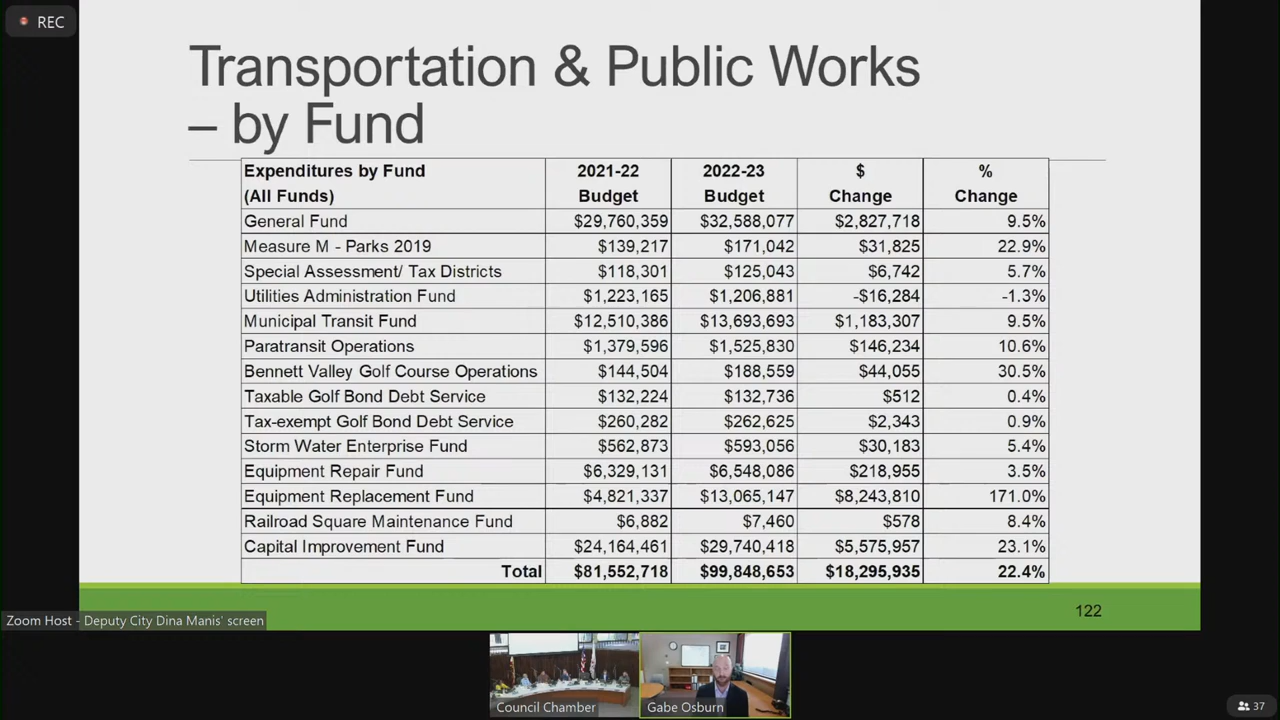 REC
Transportation & Public Works
– by Fund
Expenditures by Fund 2021-22 2022-23 $ %
(All Funds) Budget Budget Change Change
General Fund $29,760,359 $32,588,077 $2,827,718 9.5%
Measure M - Parks 2019 $139,217 $171,042 $31,825 22.9%
Special Assessment/ Tax Districts $118,301 $125,043 $6,742 5.7%
Utilities Administration Fund $1,223,165 $1,206,881 -$16,284 -1.3%
Municipal Transit Fund $12,510,386 $13,693,693 $1,183,307 9.5%
Paratransit Operations $1,379,596 $1,525,830 $146,234 10.6%
Bennett Valley Golf Course Operations $144,504 $188,559 $44,055 30.5%
Taxable Golf Bond Debt Service $132,224 $132,736 $512 0.4%
Tax-exempt Golf Bond Debt Service $260,282 $262,625 $2,343 0.9%
Storm Water Enterprise Fund $562,873 $593,056 $30,183 5.4%
Equipment Repair Fund $6,329,131 $6,548,086 $218,955 3.5%
Equipment Replacement Fund $4,821,337 $13,065,147 $8,243,810 171.0%
Railroad Square Maintenance Fund $6,882 $7,460 $578 8.4%
Capital Improvement Fund $24,164,461 $29,740,418 $5,575,957 23.1%
Total $81,552,718 $99,848,653 $18,295,935 22.4%
122
Zoom Host - Deputy City Dina Manis' screen
Council Chamber
Gabe Osburn
37